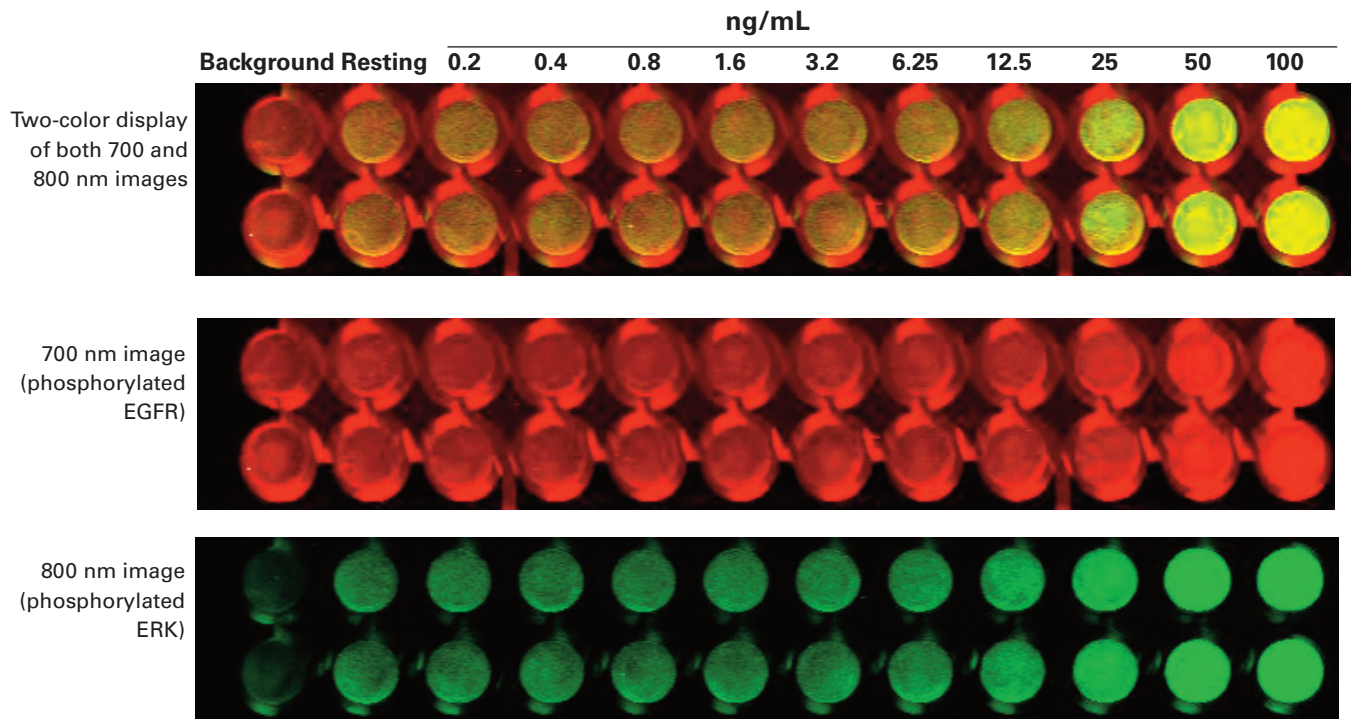 ng/mL
Background Resting 0.2 0.4 0.8 1.6 3.2 6.25 12.5 25 50 100
Two-color display
of both 700 and
800 nm images
700 nm image
(phosphorylated
EGFR)
800 nm image
(phosphorylated
ERK)